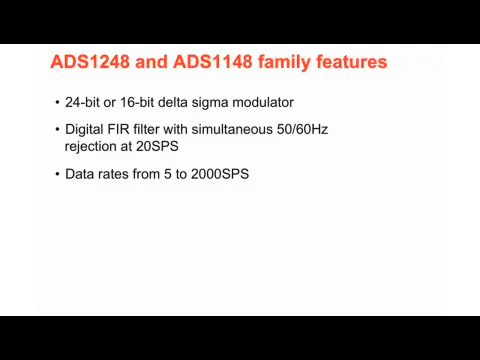 ADS1248 and ADS1148 family features
• 24-bit or 16-bit delta sigma modulator
• Digital FIR filter with simultaneous 50/60Hz
rejection at 20SPS
• Data rates from 5 to 2000SPS